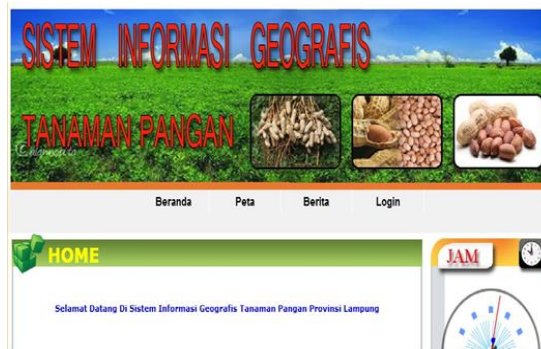 SISTEM INFORMASI GEOGRAFIS
TANAMAN PANGAN
Beranda Peta Berita Login
HOME
JAM
Selamat Datang Di Sistem Informasi Geografis Tanaman Pangan Provinsi Lampung